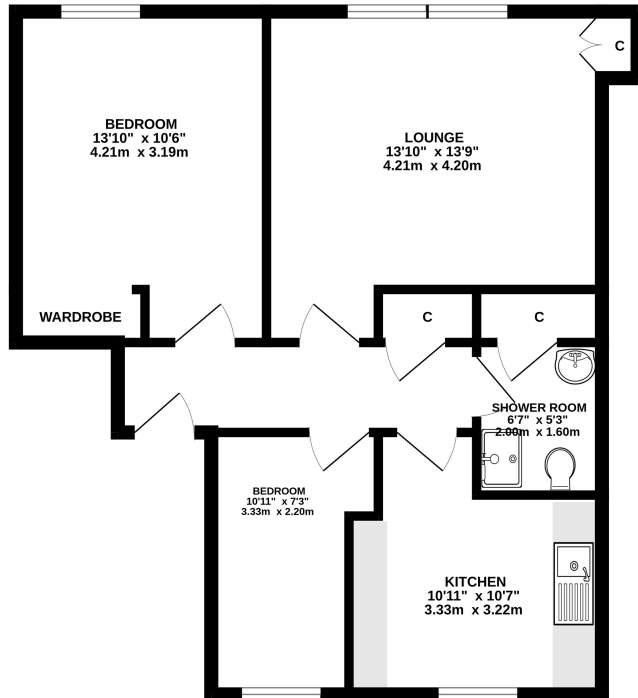 C
BEDROOM
13'10" x 10'6"
4.21m x 3.19m
LOUNGE
13'10" x 13'9"
4.21m x 4.20m
WARDROBE
C
C
SHOWER ROOM
6'7" x 5'3"
2.00m x 1.60m
BEDROOM
10'11" x 7'3"
3.33m x 2.20m
KITCHEN
10'11" x 10'7"
3.33m x 3.22m